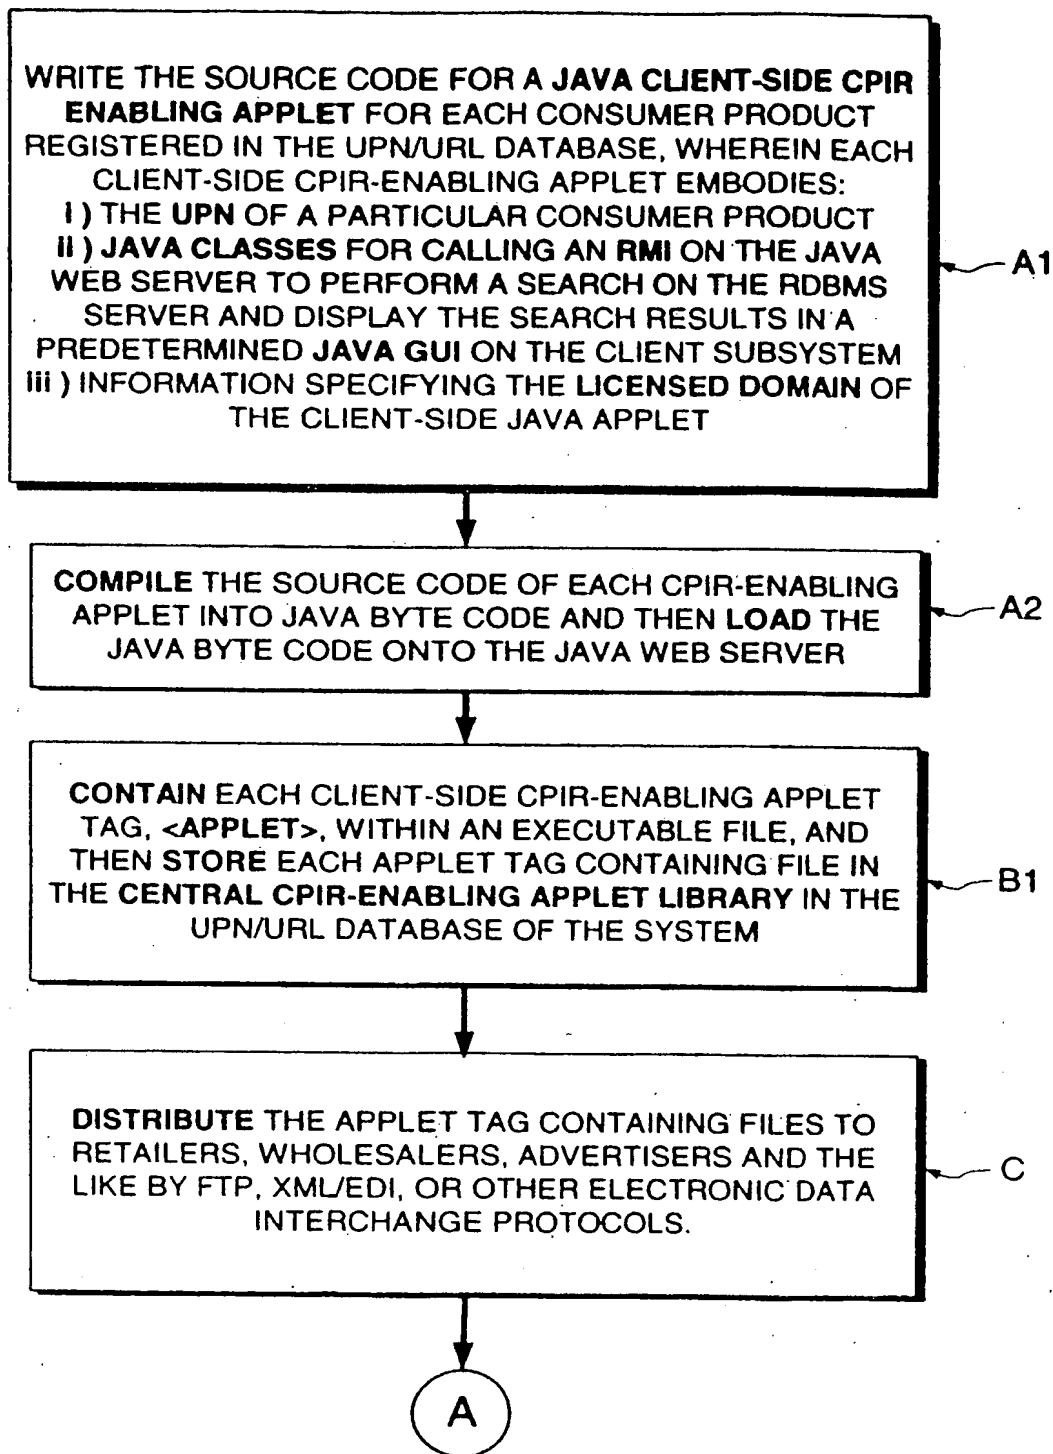 WRITE THE SOURCE CODE FOR A JAVA CLIENT-SIDE CPIR
ENABLING APPLET FOR EACH CONSUMER PRODUCT
REGISTERED IN THE UPN/URL DATABASE, WHEREIN EACH
CLIENT-SIDE CPIR-ENABLING APPLET EMBODIES:
i ) THE UPN OF A PARTICULAR CONSUMER PRODUCT
ii ) JAVA CLASSES FOR CALLING AN RMI ON THE JAVA
WEB SERVER TO PERFORM A SEARCH ON THE RDBMS
SERVER AND DISPLAY THE SEARCH RESULTS IN A
PREDETERMINED JAVA GUI ON THE CLIENT SUBSYSTEM
iii ) INFORMATION SPECIFYING THE LICENSED DOMAIN OF
THE CLIENT-SIDE JAVA APPLET
A1
COMPILE THE SOURCE CODE OF EACH CPIR-ENABLING
APPLET INTO JAVA BYTE CODE AND THEN LOAD THE
JAVA BYTE CODE ONTO THE JAVA WEB SERVER
A2
CONTAIN EACH CLIENT-SIDE CPIR-ENABLING APPLET
TAG, <APPLET>, WITHIN AN EXECUTABLE FILE, AND
THEN STORE EACH APPLET TAG CONTAINING FILE IN
THE CENTRAL CPIR-ENABLING APPLET LIBRARY IN THE
UPN/URL DATABASE OF THE SYSTEM
B1
DISTRIBUTE THE APPLET TAG CONTAINING FILES TO
RETAILERS, WHOLESALERS, ADVERTISERS AND THE
LIKE BY FTP, XML/EDI, OR OTHER ELECTRONIC DATA
INTERCHANGE PROTOCOLS.
C
A